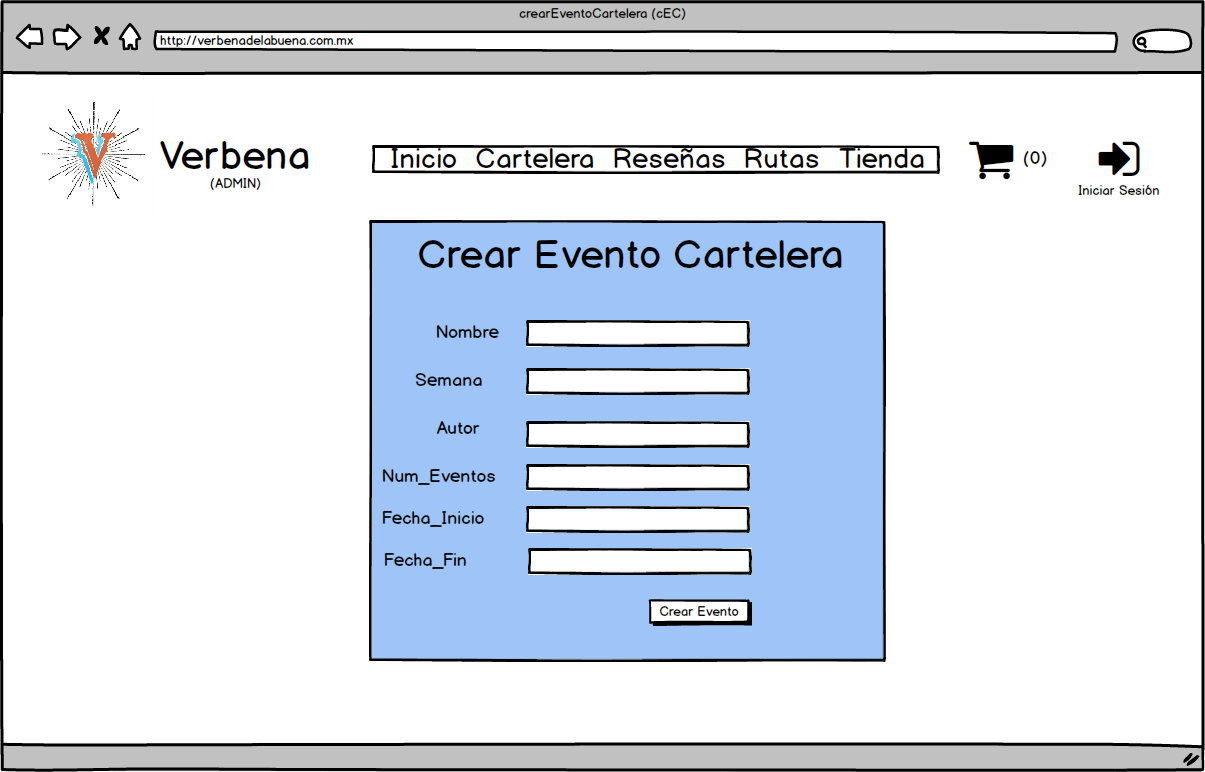 crearEventoCartelera (cEC)
http://verbenadelabuena.com.mx
V
Verbena
(ADMIN)
Inicio Cartelera Reseñas Rutas Tienda
(0)
Iniciar Sesión
Crear Evento Cartelera
Nombre
Semana
Autor
Num_Eventos
Fecha_Inicio
Fecha_Fin
Crear Evento